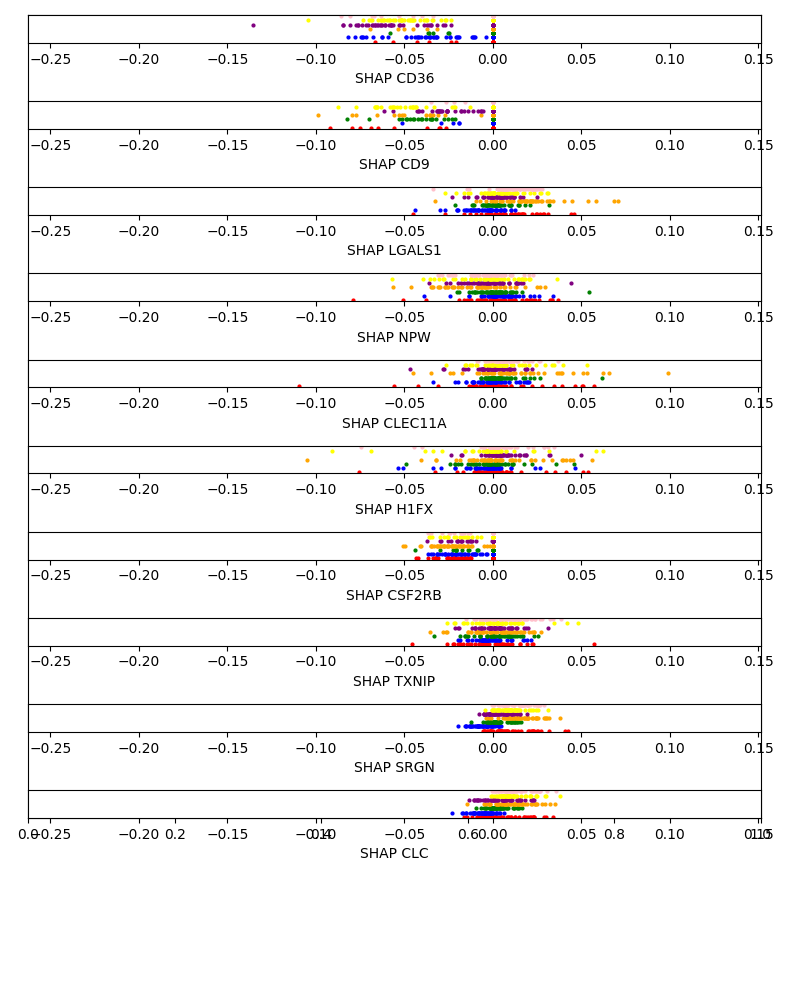 −0.25 −0.20 −0.15 −0.10 −0.05 0.00 0.05 0.10 0.15
SHAP CD36
−0.25 −0.20 −0.15 −0.10 −0.05 0.00 0.05 0.10 0.15
SHAP CD9
−0.25 −0.20 −0.15 −0.10 −0.05 0.00 0.05 0.10 0.15
SHAP LGALS1
−0.25 −0.20 −0.15 −0.10 −0.05 0.00 0.05 0.10 0.15
SHAP NPW
−0.25 −0.20 −0.15 −0.10 −0.05 0.00 0.05 0.10 0.15
SHAP CLEC11A
−0.25 −0.20 −0.15 −0.10 −0.05 0.00 0.05 0.10 0.15
SHAP H1FX
−0.25 −0.20 −0.15 −0.10 −0.05 0.00 0.05 0.10 0.15
SHAP CSF2RB
−0.25 −0.20 −0.15 −0.10 −0.05 0.00 0.05 0.10 0.15
SHAP TXNIP
−0.25 −0.20 −0.15 −0.10 −0.05 0.00 0.05 0.10 0.15
SHAP SRGN
0.0 −0.25 −0.20 0.2 −0.15 −0.10 0.4 −0.05 0.6 0.00 0.05 0.8 0.10 0.15 1.0
SHAP CLC